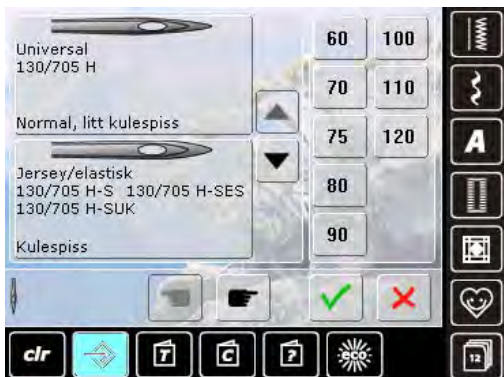 Universal
130/705 H
Normal, litt kulespiss
Jersey/elastisk
130/705 H-S 130/705 H-SES
130/705 H-SUK
Kulespiss
60 100
70 110
75 120
80
90
A
12
clr
T
C
?
eco